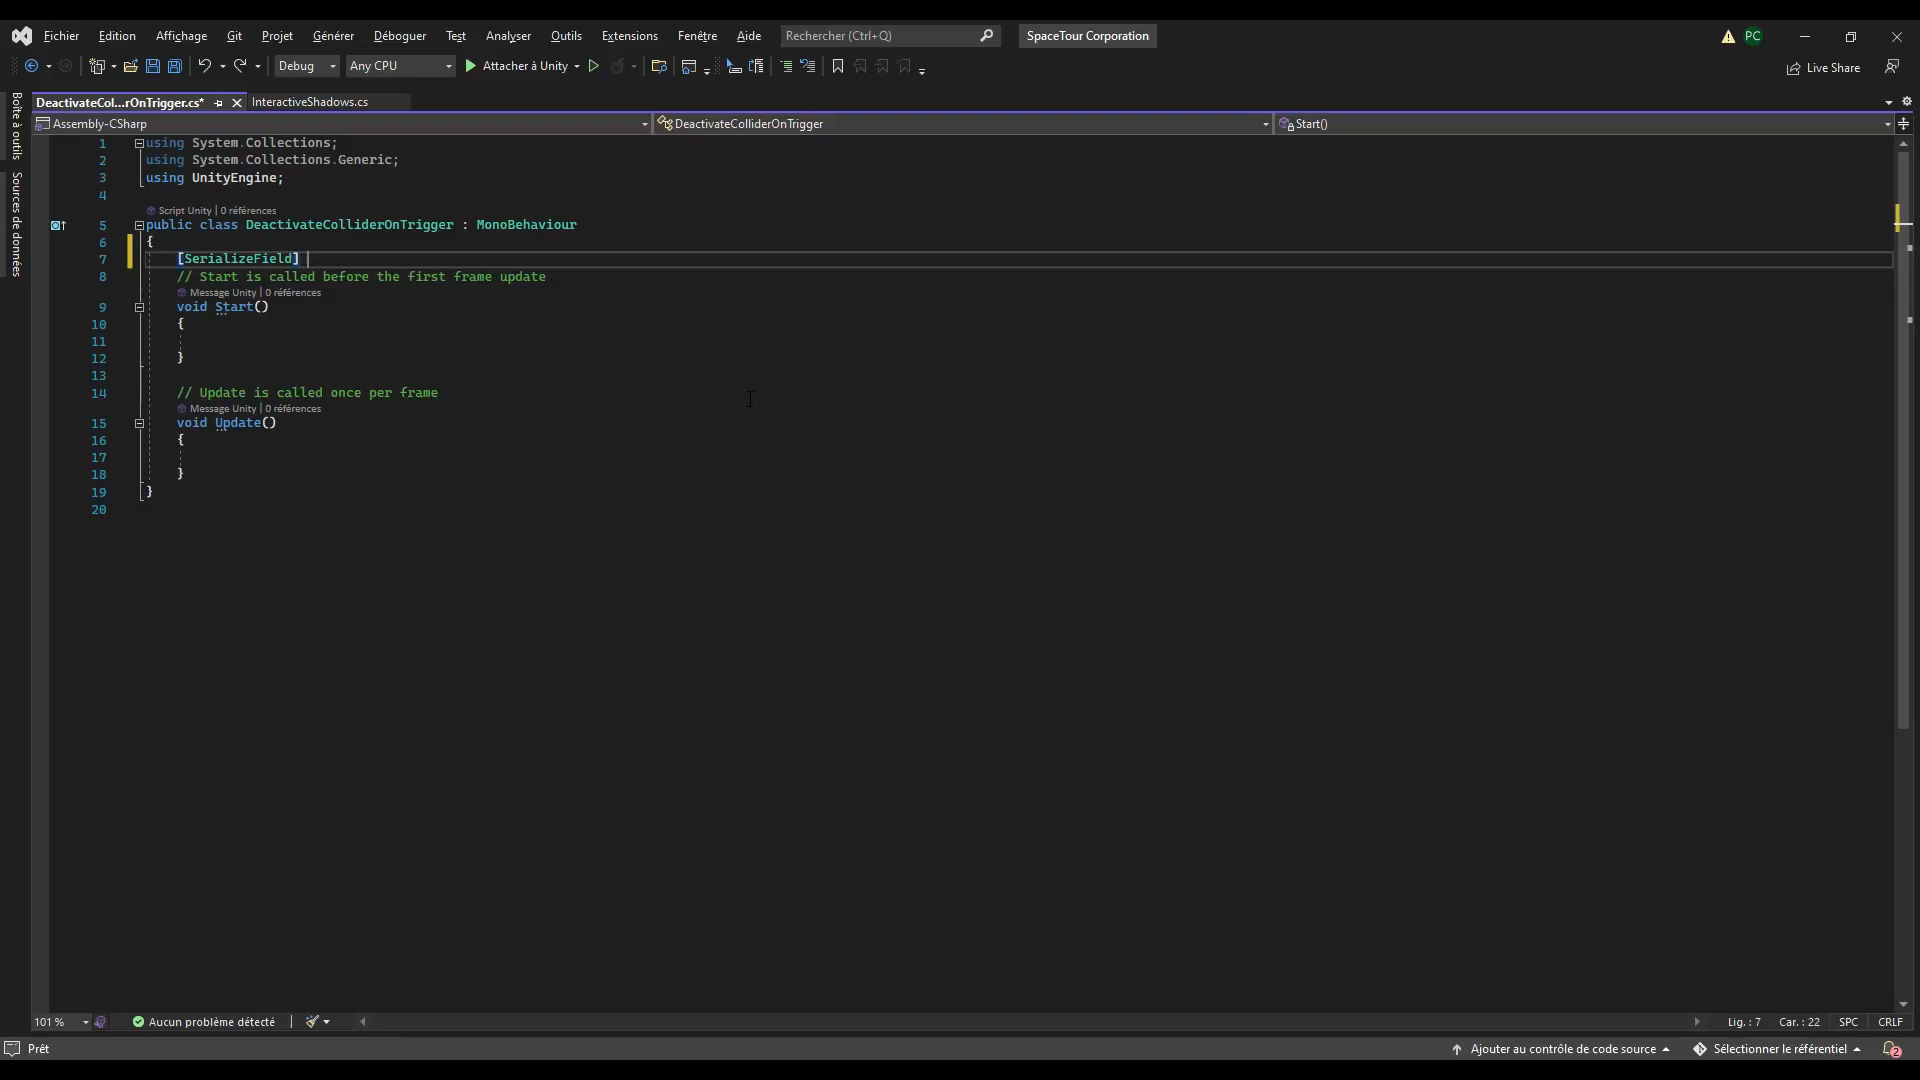 Fichier Edition Affichage Git Projet Générer Déboguer Test Analyser Outils Extensions Fenêtre Aide Rechercher (Ctrl+Q) SpaceTour Corporation PC
Debug Any CPU Attacher à Unity Live Share
Boîte à outils
Sources de données
DeactivateCol...rOnTrigger.cs* InteractiveShadows.cs
Assembly-CSharp DeactivateColliderOnTrigger Start()
1 using System.Collections;
2 using System.Collections.Generic;
3 using UnityEngine;
4
Script Unity | 0 références
5 public class DeactivateColliderOnTrigger : MonoBehaviour
6 {
7 [SerializeField]
8 // Start is called before the first frame update
Message Unity | 0 références
9 void Start()
10 {
11
12 }
13
14 // Update is called once per frame
Message Unity | 0 références
15 void Update()
16 {
17
18 }
19 }
20
101 % Aucun problème détecté Lig. : 7 Car. : 22 SPC CRLF
Prêt Ajouter au contrôle de code source Sélectionner le référentiel 2